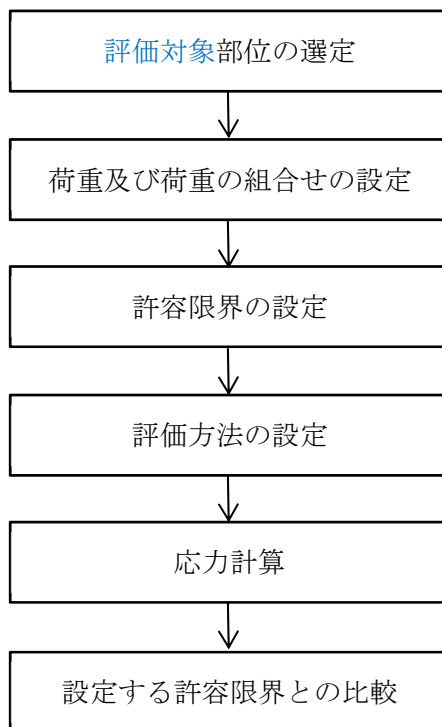 評価対象部位の選定
荷重及び荷重の組合せの設定
許容限界の設定
評価方法の設定
応力計算
設定する許容限界との比較